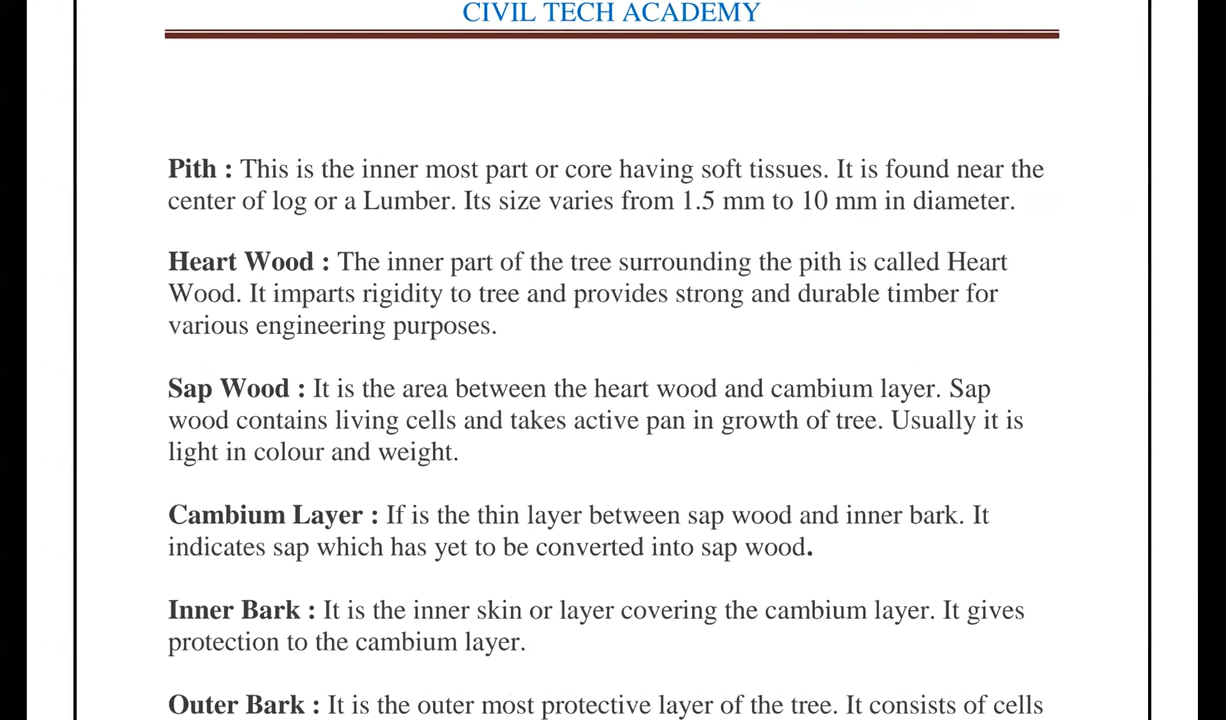 CIVIL TECH ACADEMY
Pith : This is the inner most part or core having soft tissues. It is found near the
center of log or a Lumber. Its size varies from 1.5 mm to 10 mm in diameter.
Heart Wood : The inner part of the tree surrounding the pith is called Heart
Wood. It imparts rigidity to tree and provides strong and durable timber for
various engineering purposes.
Sap Wood : It is the area between the heart wood and cambium layer. Sap
wood contains living cells and takes active pan in growth of tree. Usually it is
light in colour and weight.
Cambium Layer : If is the thin layer between sap wood and inner bark. It
indicates sap which has yet to be converted into sap wood.
Inner Bark : It is the inner skin or layer covering the cambium layer. It gives
protection to the cambium layer.
Outer Bark : It is the outer most protective layer of the tree. It consists of cells